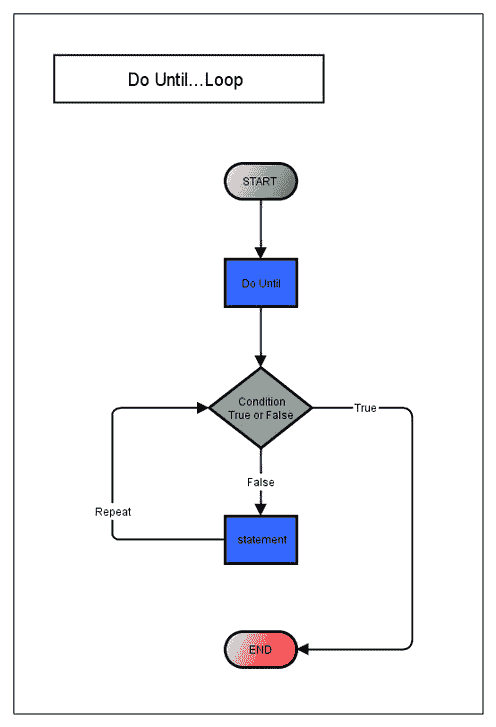 Do Until...Loop
START
Do Until
Condition
True or False
True
False
Repeat
statement
END